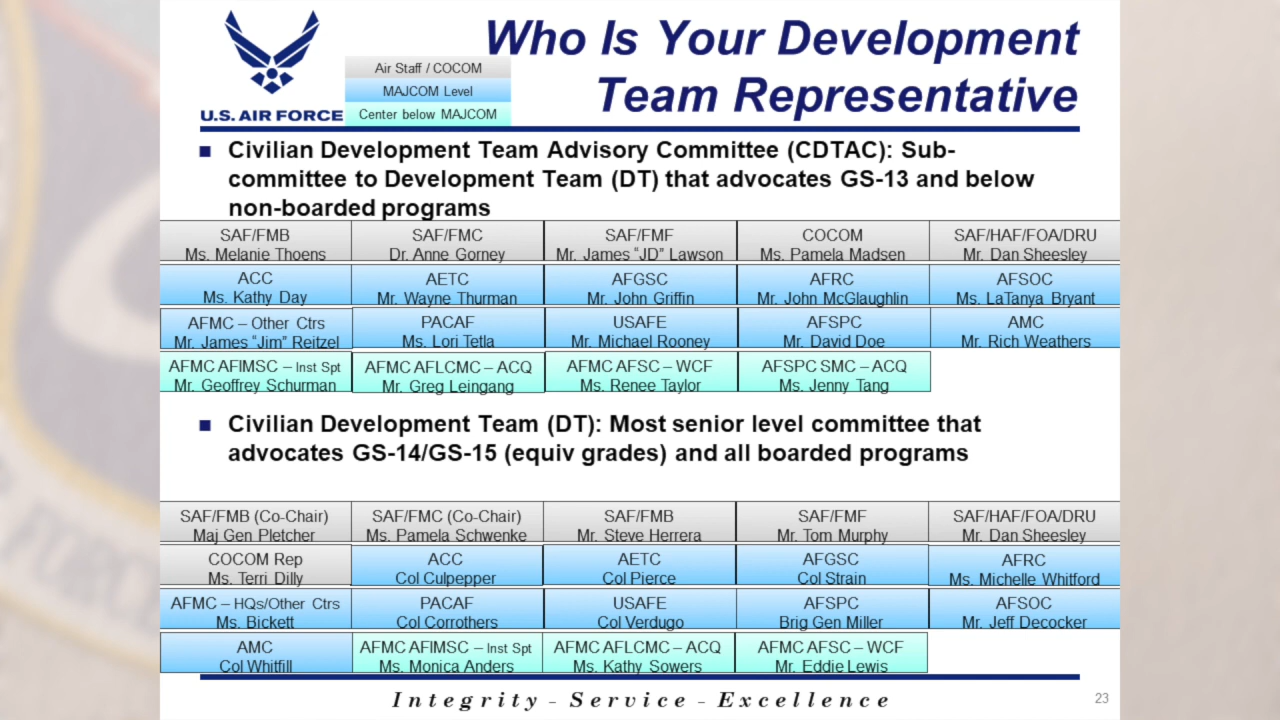 Who Is Your Development
Team Representative
Air Staff / COCOM
MAJCOM Level
Center below MAJCOM
U.S. AIR FORCE
■ Civilian Development Team Advisory Committee (CDTAC): Sub-
committee to Development Team (DT) that advocates GS-13 and below
non-boarded programs
SAF/FMB
Ms. Melanie Thoens
SAF/FMC
Dr. Anne Gorney
SAF/FMF
Mr. James “JD” Lawson
COCOM
Ms. Pamela Madsen
SAF/HAF/FOA/DRU
Mr. Dan Sheesley
ACC
Ms. Kathy Day
AETC
Mr. Wayne Thurman
AFGSC
Mr. John Griffin
AFRC
Mr. John McGlaughlin
AFSOC
Ms. LaTanya Bryant
AFMC – Other Ctrs
Mr. James “Jim” Reitzel
PACAF
Ms. Lori Tetla
USAFE
Mr. Michael Rooney
AFSPC
Mr. David Doe
AMC
Mr. Rich Weathers
AFMC AFIMSC – Inst Spt
Mr. Geoffrey Schurman
AFMC AFLCMC – ACQ
Mr. Greg Leingang
AFMC AFSC – WCF
Ms. Renee Taylor
AFSPC SMC – ACQ
Ms. Jenny Tang
■ Civilian Development Team (DT): Most senior level committee that
advocates GS-14/GS-15 (equiv grades) and all boarded programs
SAF/FMB (Co-Chair)
Maj Gen Pletcher
SAF/FMC (Co-Chair)
Ms. Pamela Schwenke
SAF/FMB
Mr. Steve Herrera
SAF/FMF
Mr. Tom Murphy
SAF/HAF/FOA/DRU
Mr. Dan Sheesley
COCOM Rep
Ms. Terri Dilly
ACC
Col Culpepper
AETC
Col Pierce
AFGSC
Col Strain
AFRC
Ms. Michelle Whitford
AFMC – HQs/Other Ctrs
Ms. Bickett
PACAF
Col Corrothers
USAFE
Col Verdugo
AFSPC
Brig Gen Miller
AFSOC
Mr. Jeff Decocker
AMC
Col Whitfill
AFMC AFIMSC – Inst Spt
Ms. Monica Anders
AFMC AFLCMC – ACQ
Ms. Kathy Sowers
AFMC AFSC – WCF
Mr. Eddie Lewis
Integrity - Service - Excellence
23